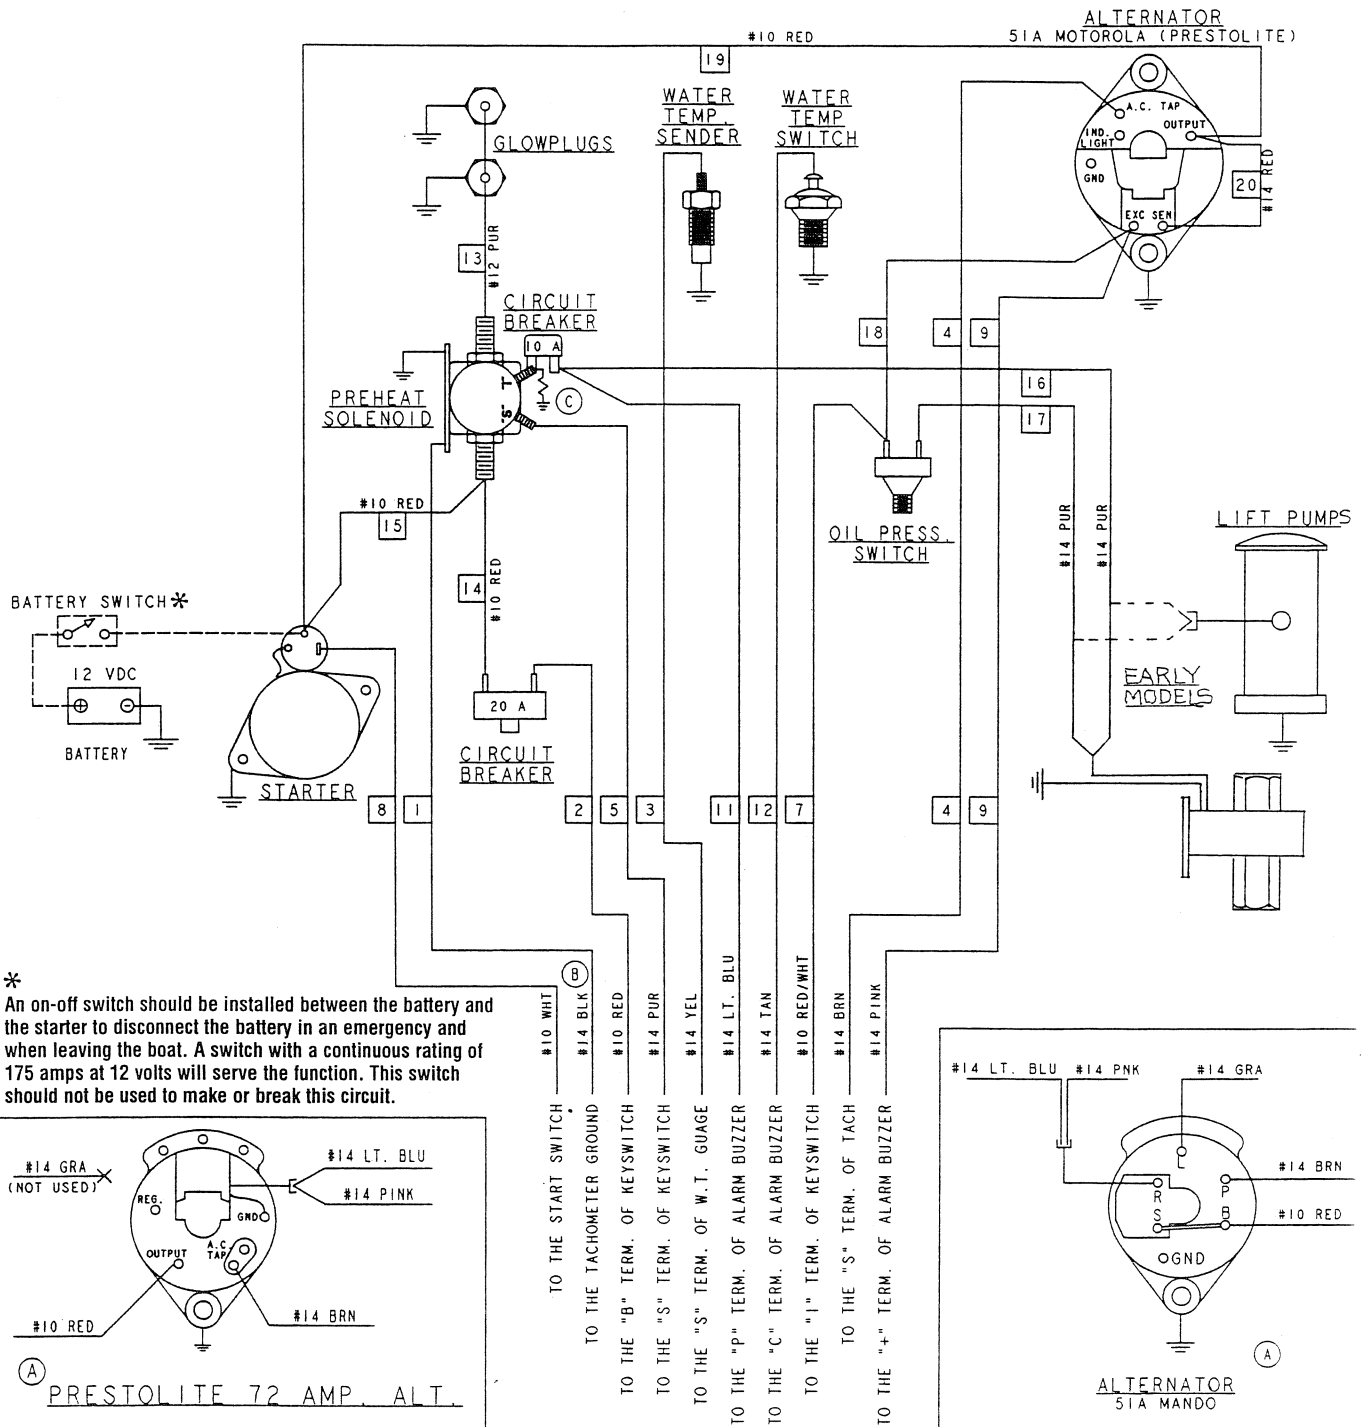 ALTERNATOR
51A MOTOROLA (PRESTOLITE)
#10 RED
19
WATER
TEMP.
SENDER
WATER
TEMP
SWITCH
A.C. TAP
OUTPUT
IND.
LIGHT
GND
EXC SEN
20
#14 RED
GLOWPLUGS
13
#12 PUR
CIRCUIT
BREAKER
10 A
PREHEAT
SOLENOID
T
"S"
C
18
4
9
16
17
#10 RED
15
14
#10 RED
OIL PRESS.
SWITCH
#14 PUR
#14 PUR
LIFT PUMPS
BATTERY SWITCH*
12 VDC
BATTERY
STARTER
20 A
CIRCUIT
BREAKER
EARLY
MODELS
8
1
2
5
3
11
12
7
4
9
B
#10 WHT
#14 BLK
#10 RED
#14 PUR
#14 YEL
#14 LT. BLU
#14 TAN
#10 RED/WHT
#14 BRN
#14 PINK
TO THE START SWITCH
TO THE TACHOMETER GROUND
TO THE "B" TERM. OF KEYSWITCH
TO THE "S" TERM. OF KEYSWITCH
TO THE "S" TERM. OF W.T. GUAGE
TO THE "P" TERM. OF ALARM BUZZER
TO THE "C" TERM. OF ALARM BUZZER
TO THE "I" TERM. OF KEYSWITCH
TO THE "S" TERM. OF TACH
TO THE "+" TERM. OF ALARM BUZZER
*
An on-off switch should be installed between the battery and
the starter to disconnect the battery in an emergency and
when leaving the boat. A switch with a continuous rating of
175 amps at 12 volts will serve the function. This switch
should not be used to make or break this circuit.
#14 GRA
(NOT USED)
#14 LT. BLU
#14 PINK
REG.
GND
OUTPUT
A.C.
TAP
#14 BRN
#10 RED
A
PRESTOLITE 72 AMP. ALT.
#14 LT. BLU
#14 PNK
#14 GRA
L
#14 BRN
R
P
S
B
#10 RED
GND
A
ALTERNATOR
51A MANDO